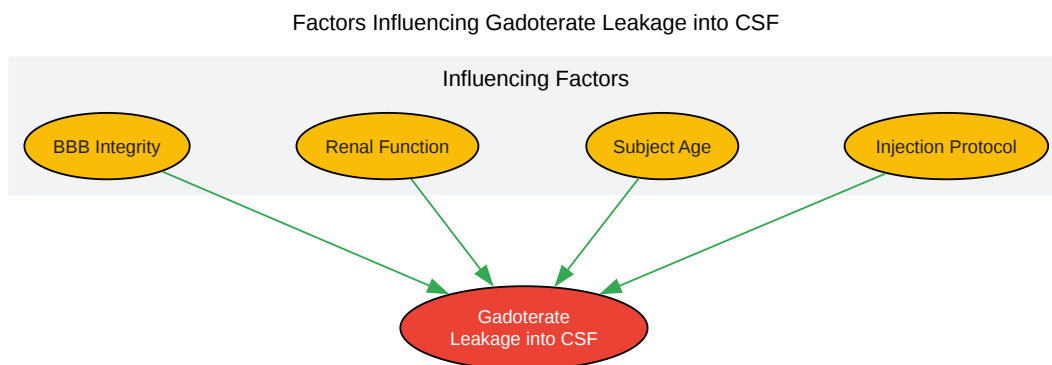 Factors Influencing Gadoterate Leakage into CSF
Influencing Factors
BBB Integrity
Renal Function
Subject Age
Injection Protocol
Gadoterate
Leakage into CSF